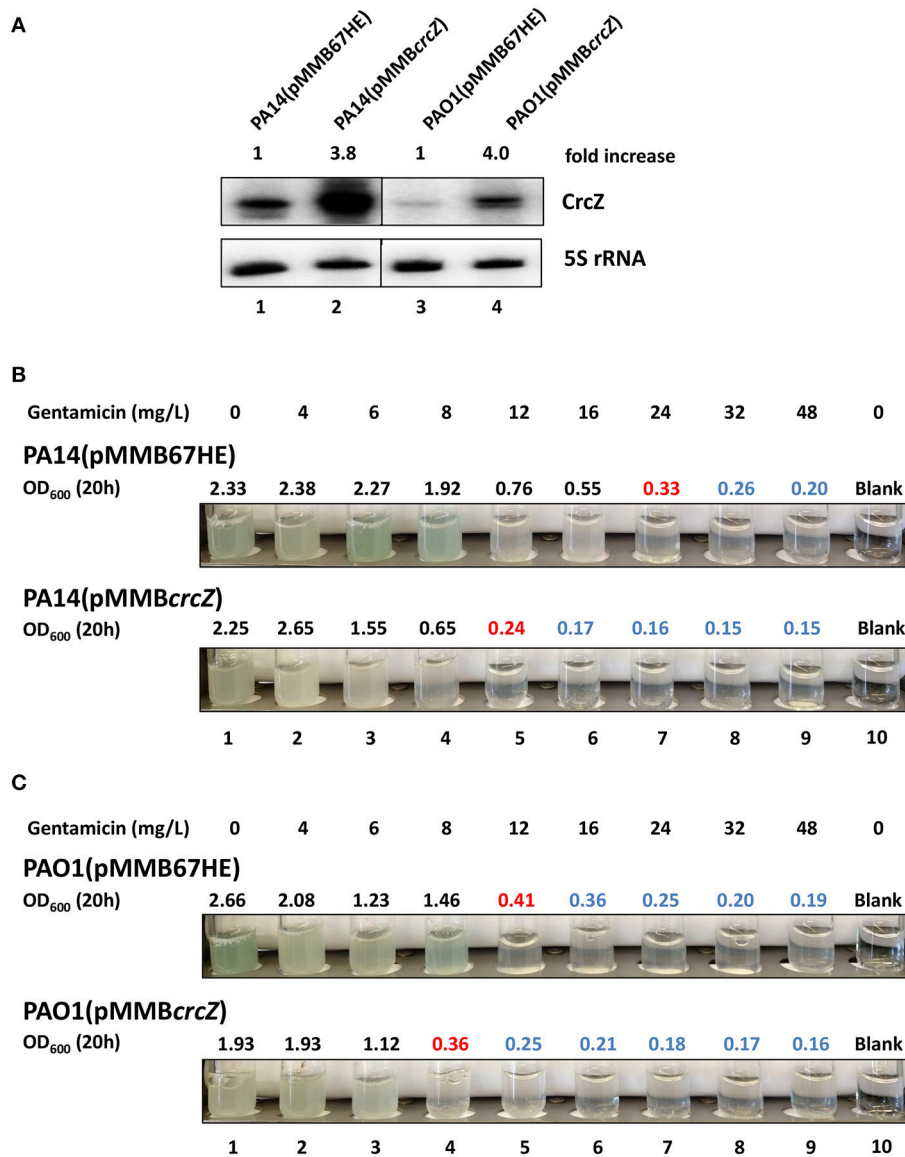 A
PA14(pMMB67HE)
PA14(pMMBcrcZ)
PAO1(pMMB67HE)
PAO1(pMMBcrcZ)
1 3.8 1 4.0 fold increase
CrcZ
5S rRNA
1 2 3 4
B
Gentamicin (mg/L) 0 4 6 8 12 16 24 32 48 0
PA14(pMMB67HE)
OD600 (20h) 2.33 2.38 2.27 1.92 0.76 0.55 0.33 0.26 0.20 Blank
PA14(pMMBcrcZ)
OD600 (20h) 2.25 2.65 1.55 0.65 0.24 0.17 0.16 0.15 0.15 Blank
1 2 3 4 5 6 7 8 9 10
C
Gentamicin (mg/L) 0 4 6 8 12 16 24 32 48 0
PAO1(pMMB67HE)
OD600 (20h) 2.66 2.08 1.23 1.46 0.41 0.36 0.25 0.20 0.19 Blank
PAO1(pMMBcrcZ)
OD600 (20h) 1.93 1.93 1.12 0.36 0.25 0.21 0.18 0.17 0.16 Blank
1 2 3 4 5 6 7 8 9 10